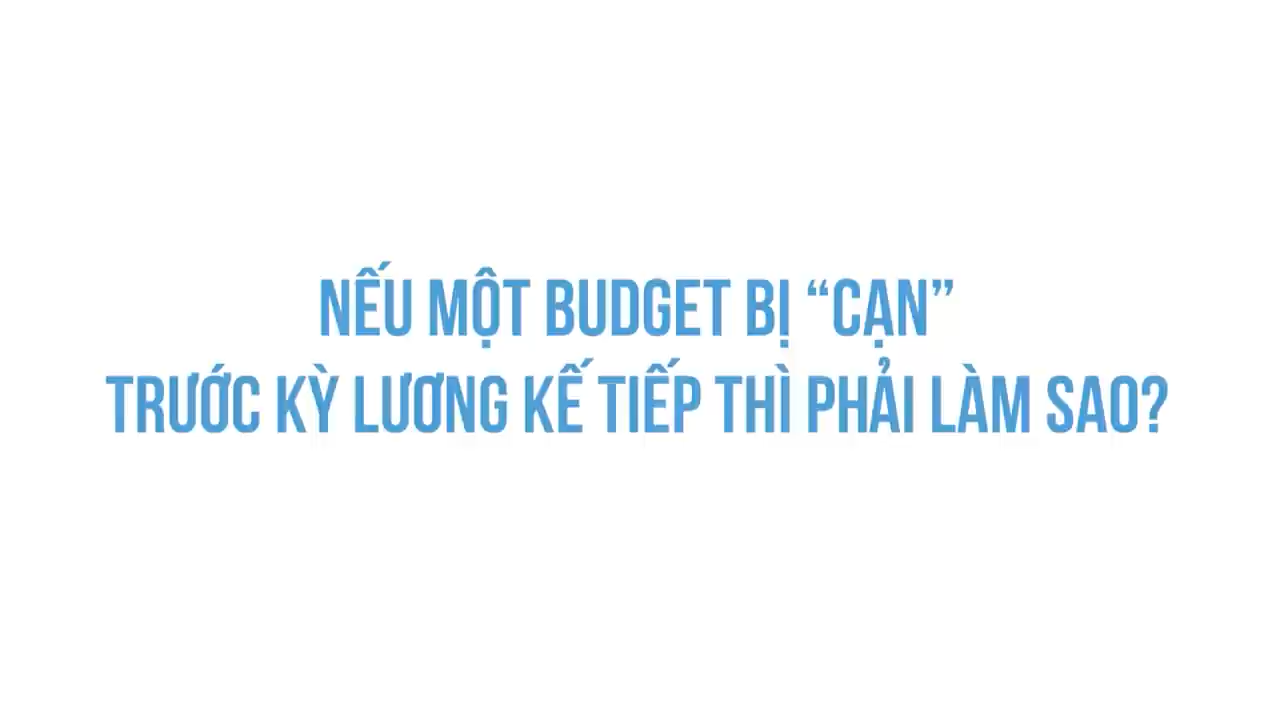 NẾU MỘT BUDGET BỊ “CẠN”
TRƯỚC KỲ LƯƠNG KẾ TIẾP THÌ PHẢI LÀM SAO?